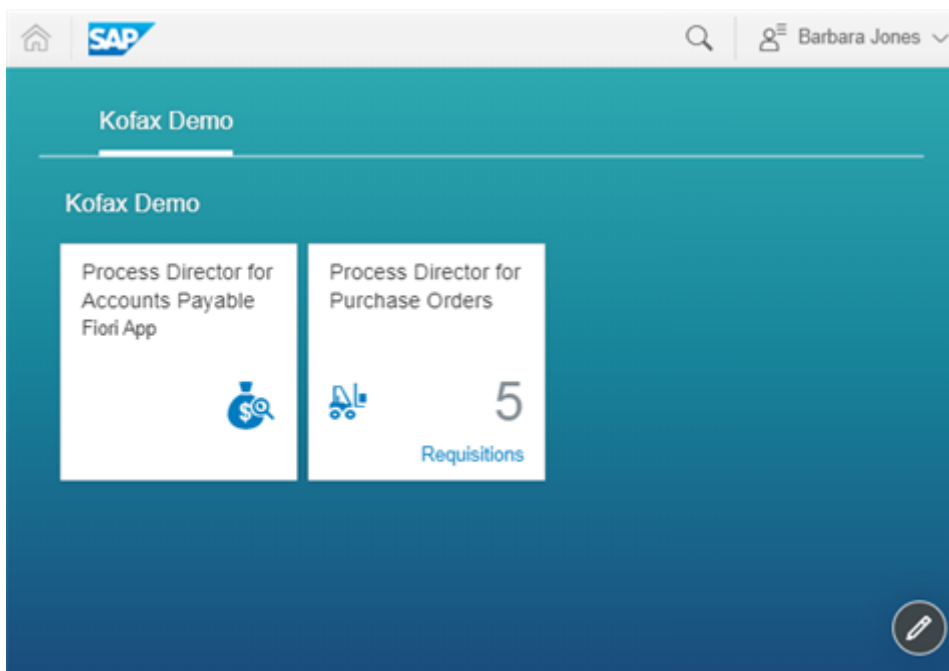 SAP
Barbara Jones
Kofax Demo
Kofax Demo
Process Director for
Accounts Payable
Fiori App
$
Process Director for
Purchase Orders
5
Requisitions